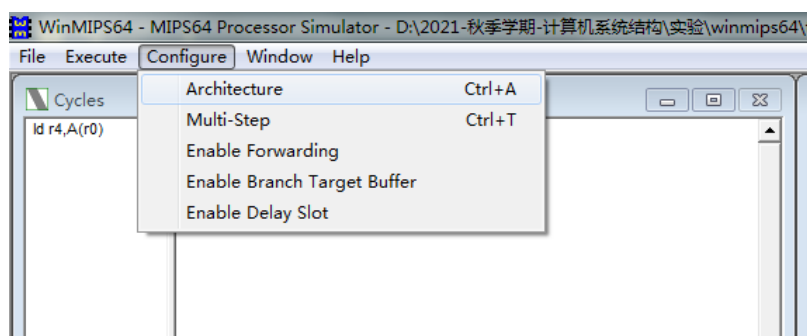 WinMIPS64 - MIPS64 Processor Simulator - D:\2021-秋季学期-计算机系统结构\实验\winmips64\
File Execute Configure Window Help
Cycles
Architecture Ctrl+A
ld r4,A(r0)
Multi-Step Ctrl+T
Enable Forwarding
Enable Branch Target Buffer
Enable Delay Slot